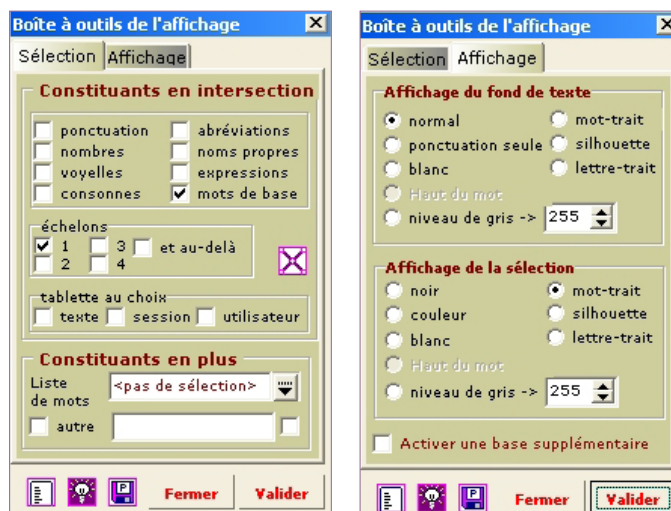 Boîte à outils de l'affichage
Sélection Affichage
Constituants en intersection
ponctuation abréviations
nombres noms propres
voyelles expressions
consonnes mots de base
échelons
1 3 et au-delà
2 4
tablette au choix
texte session utilisateur
Constituants en plus
Liste de mots <pas de sélection>
autre
Fermer Valider
Boîte à outils de l'affichage
Sélection Affichage
Affichage du fond de texte
normal mot-trait
ponctuation seule silhouette
blanc lettre-trait
Haut du mot
niveau de gris -> 255
Affichage de la sélection
noir mot-trait
couleur silhouette
blanc lettre-trait
Haut du mot
niveau de gris -> 255
Activer une base supplémentaire
P Fermer Valider